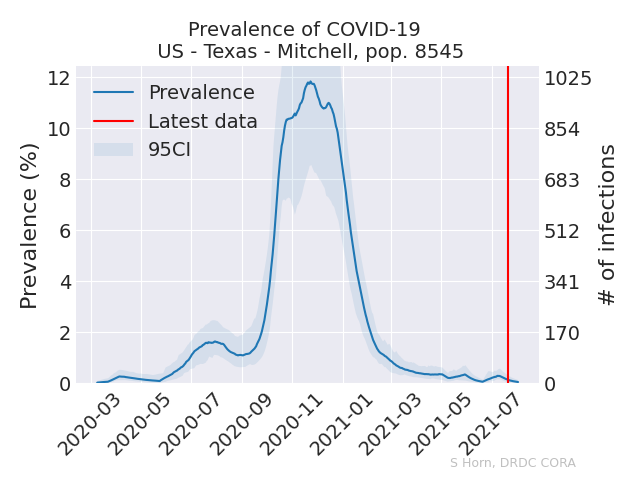 Prevalence of COVID-19
US - Texas - Mitchell, pop. 8545
Prevalence
Latest data
95CI
Prevalence (%)
12
10
8
6
4
2
0
1025
854
683
512
341
170
0
# of infections
2020-03
2020-05
2020-07
2020-09
2020-11
2021-01
2021-03
2021-05
2021-07
S Horn, DRDC CORA